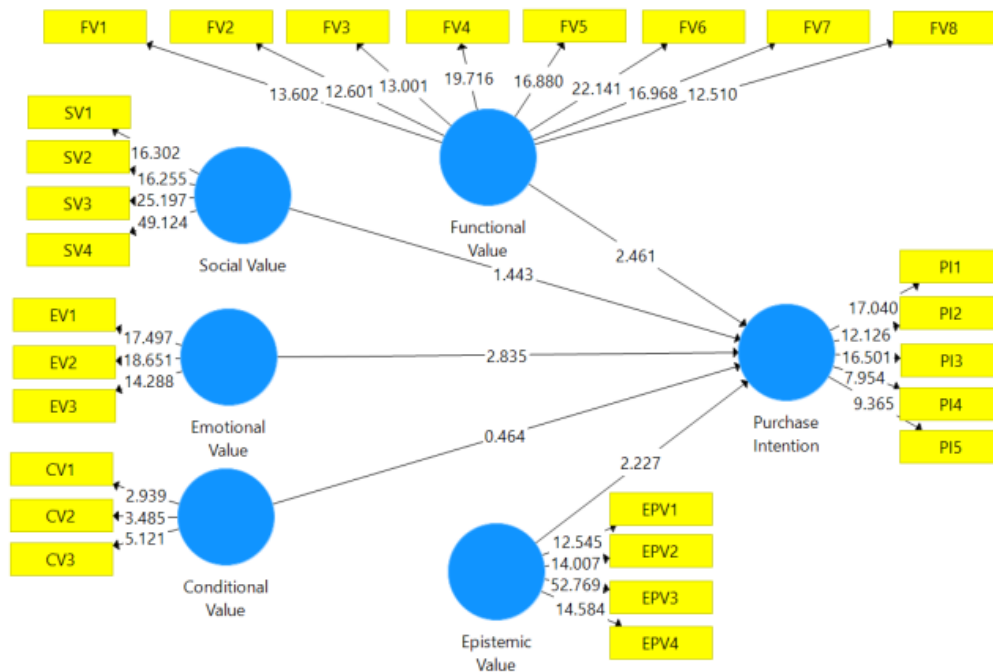 FV1 FV2 FV3 FV4 FV5 FV6 FV7 FV8
13.602 12.601 13.001 19.716 16.880 22.141 16.968 12.510
Functional
Value
SV1
SV2
SV3
SV4
16.302
16.255
25.197
49.124
Social Value
2.461
1.443
EV1
EV2
EV3
17.497
18.651
14.288
Emotional
Value
2.835
PI1
PI2
PI3
PI4
PI5
17.040
12.126
16.501
7.954
9.365
Purchase
Intention
CV1
CV2
CV3
2.939
3.485
5.121
Conditional
Value
0.464
2.227
EPV1
EPV2
EPV3
EPV4
12.545
14.007
52.769
14.584
Epistemic
Value